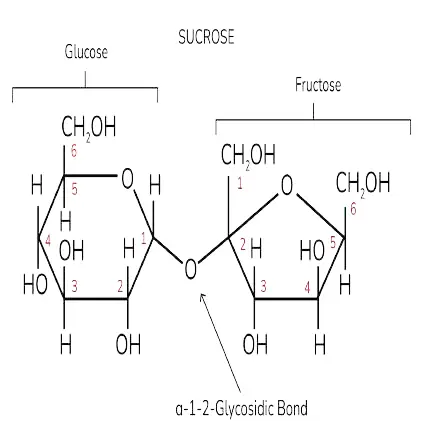 SUCROSE
Glucose
Fructose
CH2OH
6
H
5
O
H
H
4
OH
H
1
HO
3
2
H
OH
O
CH2OH
1
O
CH2OH
6
2
H
HO
5
3
4
H
OH
H
α-1-2-Glycosidic Bond